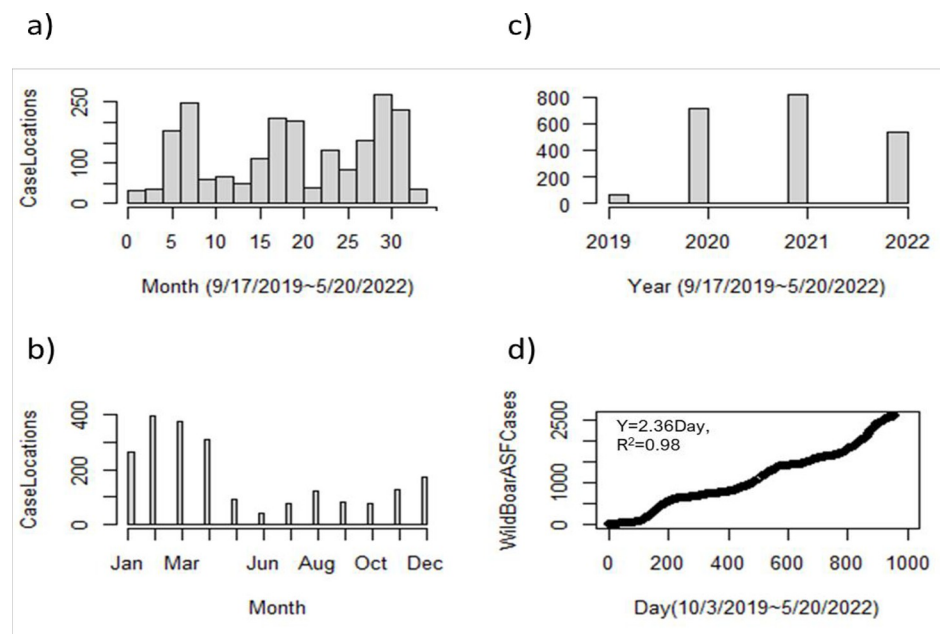 a)
CaseLocations
250
100
0
0 5 10 15 20 25 30
Month (9/17/2019~5/20/2022)
c)
800
600
400
200
0
2019 2020 2021 2022
Year (9/17/2019~5/20/2022)
b)
CaseLocations
400
200
0
Jan Mar Jun Aug Oct Dec
Month
d)
WildBoarASFCases
2500
1000
0
Y=2.36Day,
R²=0.98
0 200 400 600 800 1000
Day(10/3/2019~5/20/2022)